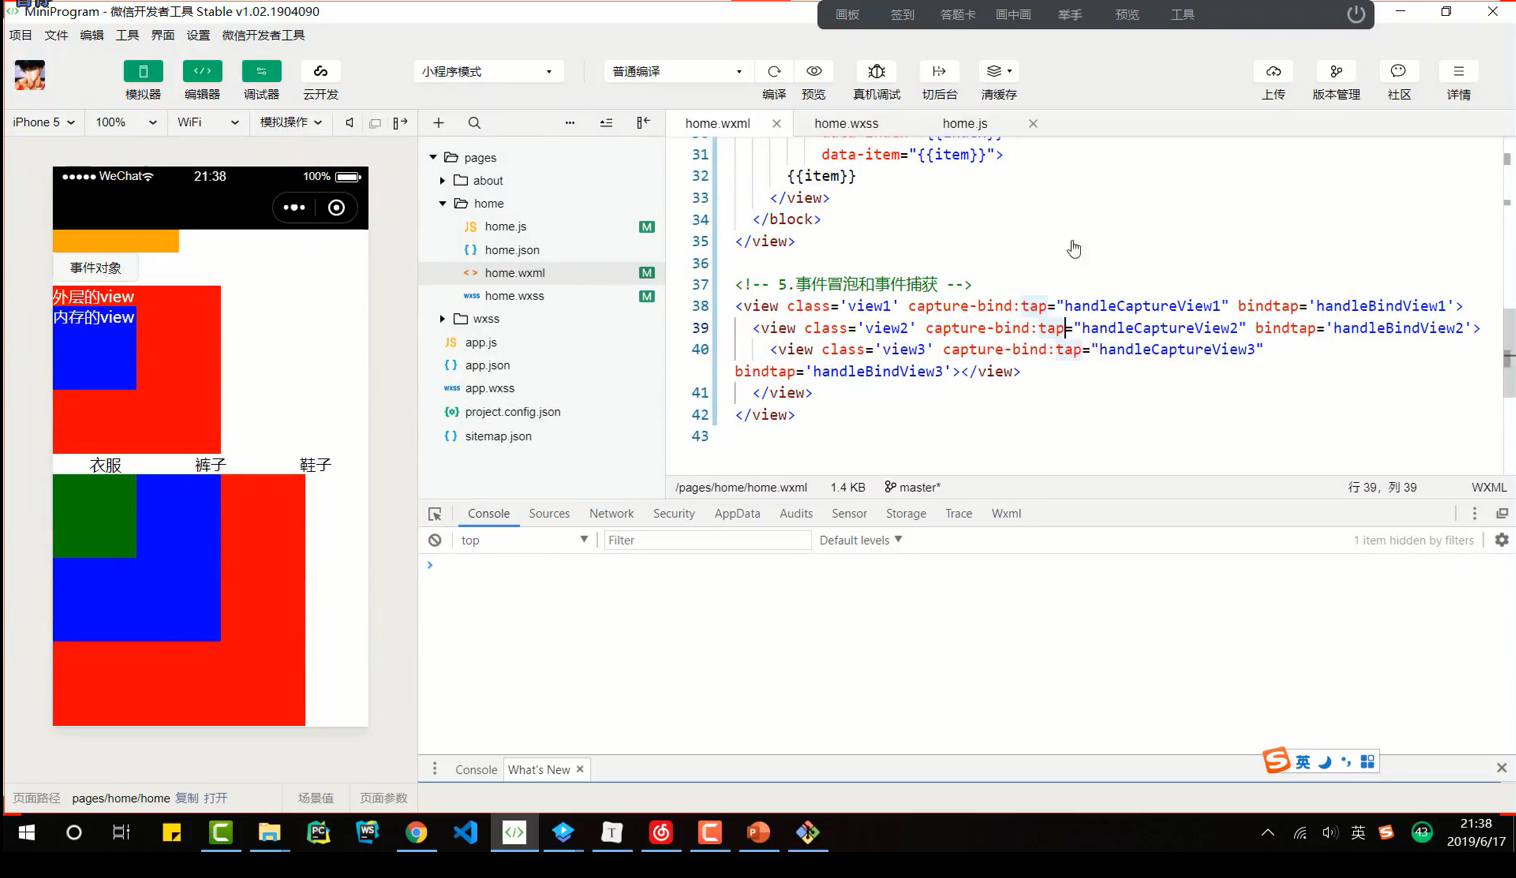 MiniProgram - 微信开发者工具 Stable v1.02.1904090
画板 签到 答题卡 画中画 举手 预览 工具
项目 文件 编辑 工具 界面 设置 微信开发者工具
小程序模式 普通编译
模拟器 编辑器 调试器 云开发 编译 预览 真机调试 切后台 清缓存 上传 版本管理 社区 详情
iPhone 5 100% WiFi 模拟操作
home.wxml home.wxss home.js
WeChat 21:38 100%
事件对象
外层的view
内存的view
衣服 裤子 鞋子
pages
about
home
home.js M
home.json
home.wxml M
home.wxss M
wxss
app.js
app.json
app.wxss
project.config.json
sitemap.json
31 data-item="{{item}}">
32 {{item}}
33 </view>
34 </block>
35 </view>
36
37 <!-- 5.事件冒泡和事件捕获 -->
38 <view class='view1' capture-bind:tap="handleCaptureView1" bindtap='handleBindView1'>
39 <view class='view2' capture-bind:tap="handleCaptureView2" bindtap='handleBindView2'>
40 <view class='view3' capture-bind:tap="handleCaptureView3"
bindtap='handleBindView3'></view>
41 </view>
42 </view>
43
/pages/home/home.wxml 1.4 KB master* 行 39, 列 39 WXML
Console Sources Network Security AppData Audits Sensor Storage Trace Wxml
top Filter Default levels 1 item hidden by filters
英
Console What's New
页面路径 pages/home/home 复制 打开 场景值 页面参数
英 43
21:38
2019/6/17